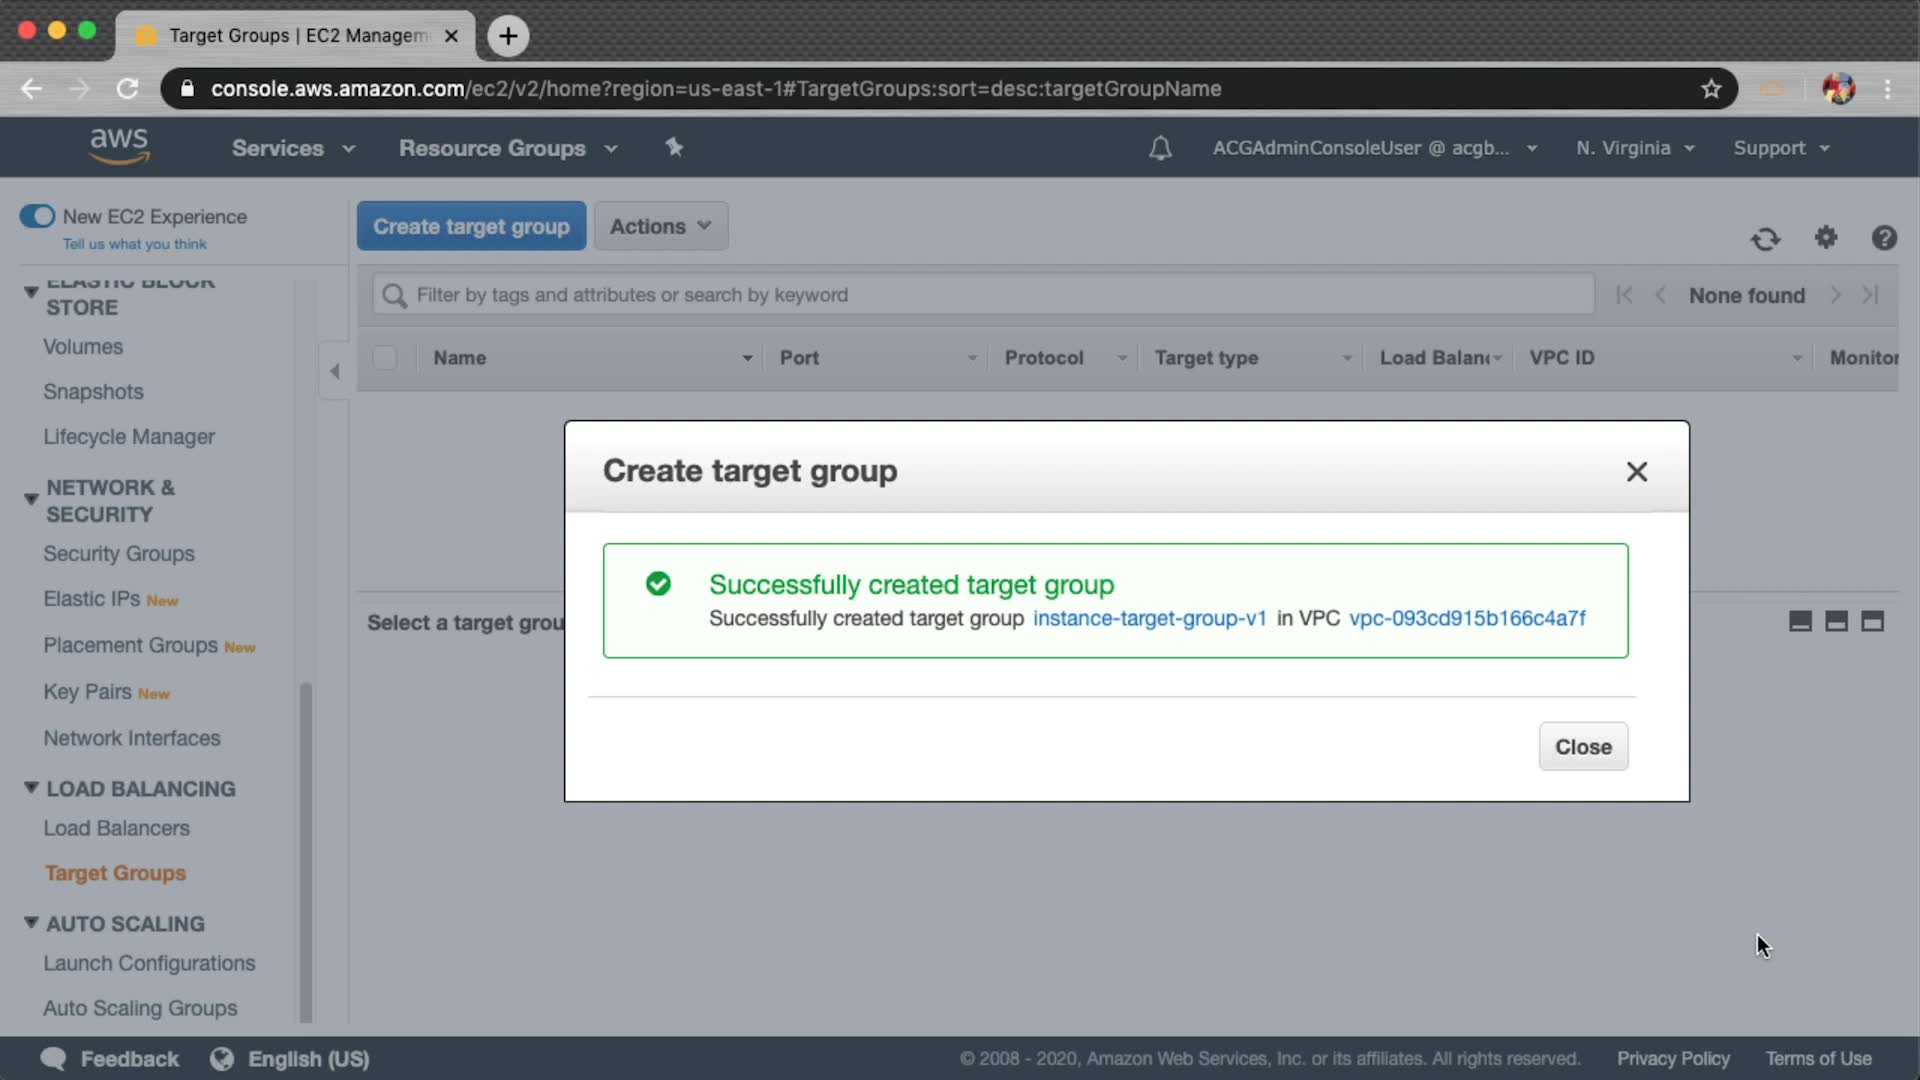 Target Groups | EC2 Managem
console.aws.amazon.com/ec2/v2/home?region=us-east-1#TargetGroups:sort=desc:targetGroupName
aws
Services
Resource Groups
ACGAdminConsoleUser @ acgb...
N. Virginia
Support
New EC2 Experience
Tell us what you think
Create target group
Actions
ELASTIC BLOCK
STORE
Volumes
Snapshots
Lifecycle Manager
NETWORK &
SECURITY
Security Groups
Elastic IPs New
Placement Groups New
Key Pairs New
Network Interfaces
LOAD BALANCING
Load Balancers
Target Groups
AUTO SCALING
Launch Configurations
Auto Scaling Groups
Filter by tags and attributes or search by keyword
None found
Name
Port
Protocol
Target type
Load Balanc
VPC ID
Monitor
Select a target grou
Create target group
Successfully created target group
Successfully created target group instance-target-group-v1 in VPC vpc-093cd915b166c4a7f
Close
Feedback
English (US)
© 2008 - 2020, Amazon Web Services, Inc. or its affiliates. All rights reserved.
Privacy Policy
Terms of Use